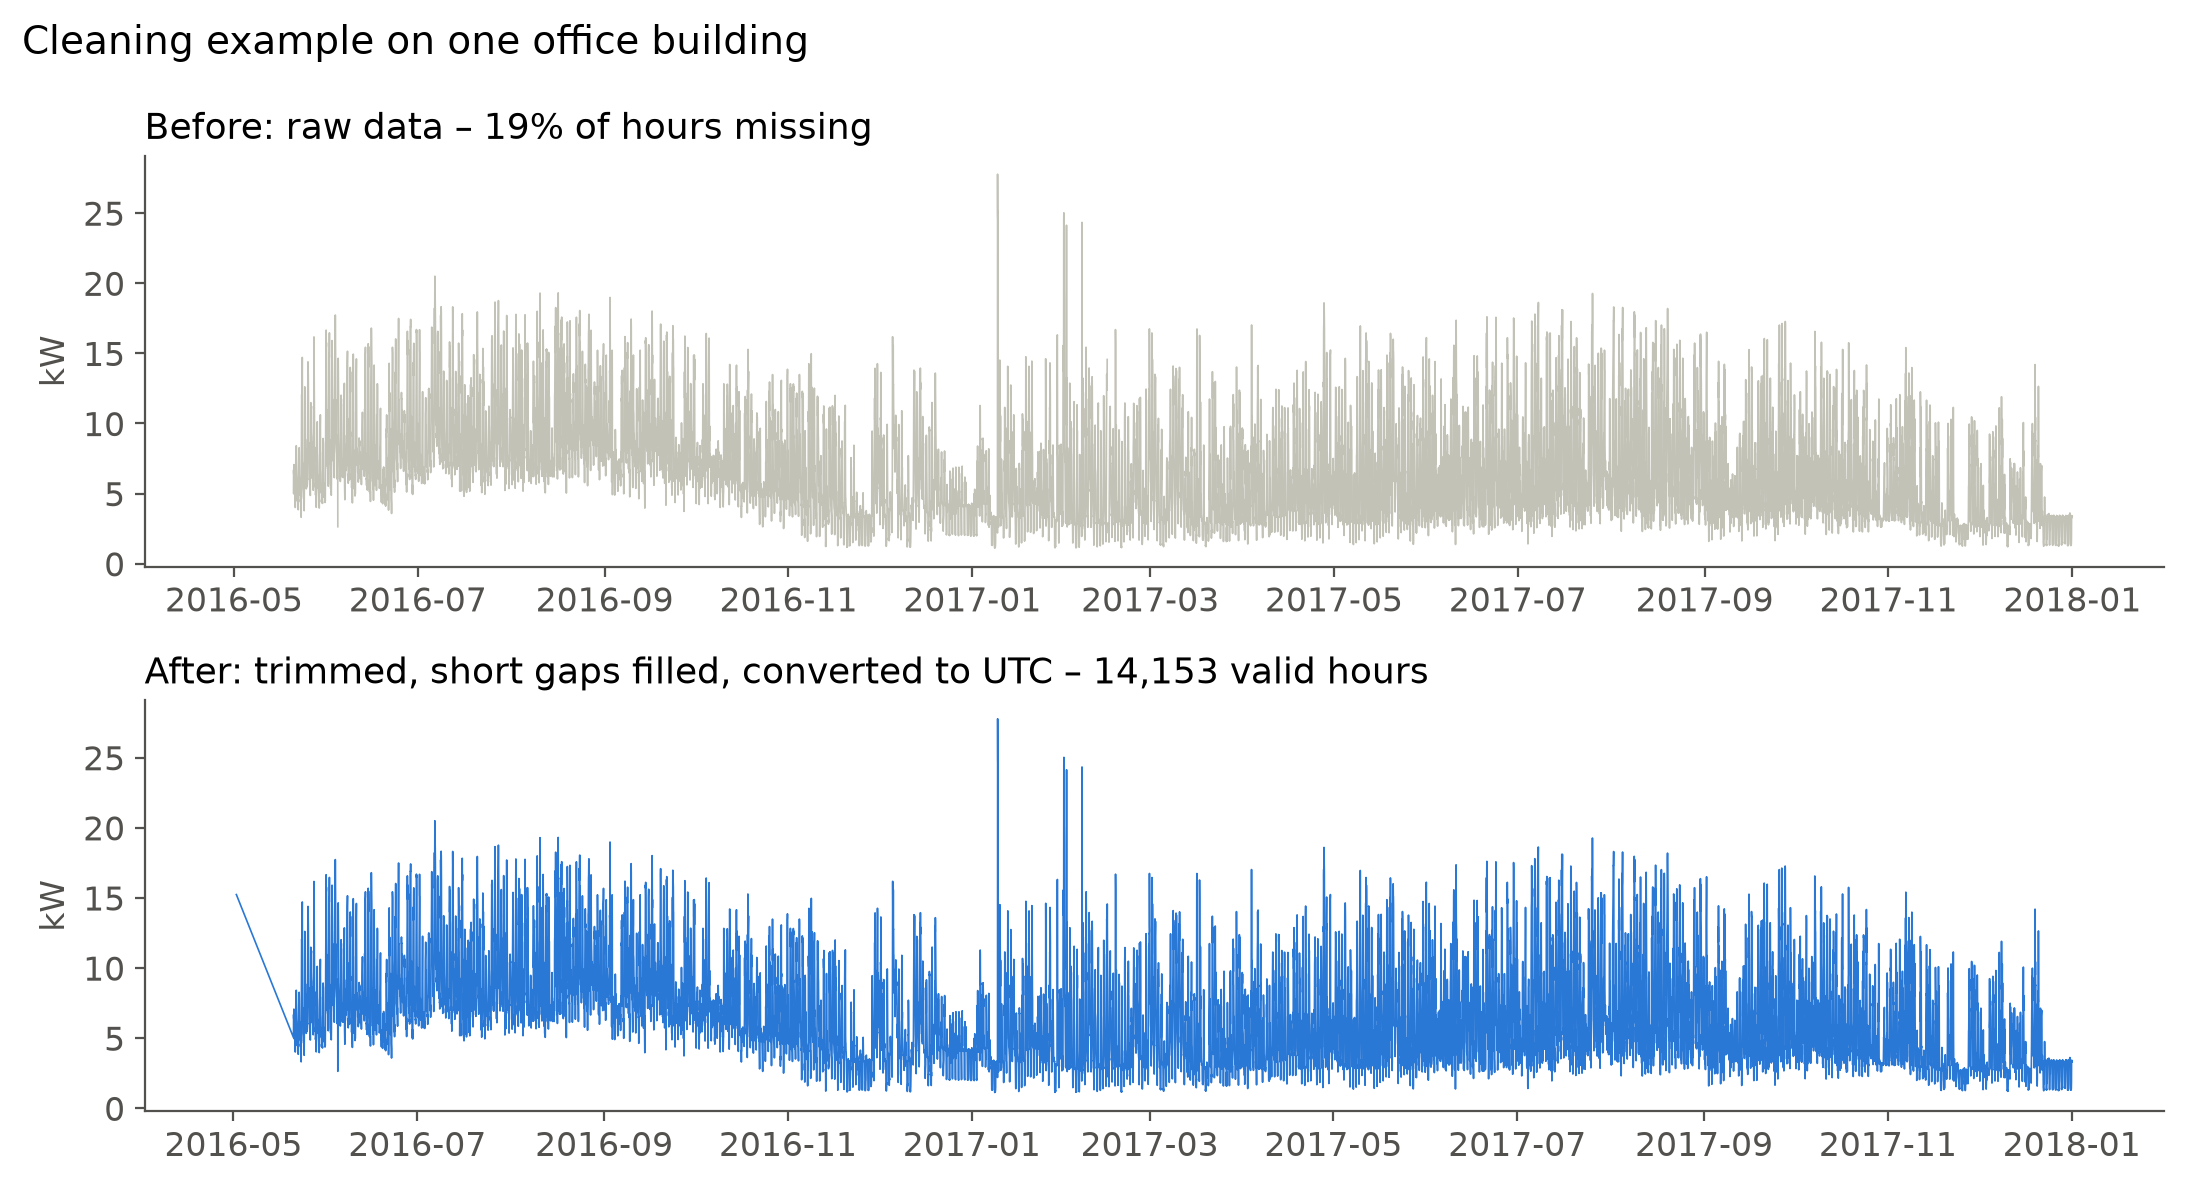 Cleaning example on one office building
Before: raw data – 19% of hours missing
kW
25
20
15
10
5
0
2016-05 2016-07 2016-09 2016-11 2017-01 2017-03 2017-05 2017-07 2017-09 2017-11 2018-01
After: trimmed, short gaps filled, converted to UTC – 14,153 valid hours
kW
25
20
15
10
5
0
2016-05 2016-07 2016-09 2016-11 2017-01 2017-03 2017-05 2017-07 2017-09 2017-11 2018-01